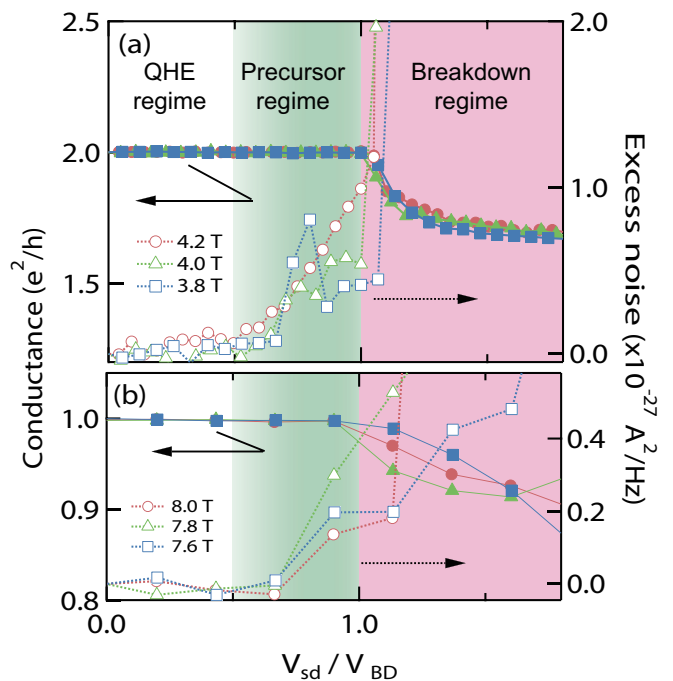 (a)
QHE regime
Precursor regime
Breakdown regime
2.5
2.0
1.5
2.0
1.0
0.0
4.2 T
4.0 T
3.8 T
Conductance (e²/h)
Excess noise (x10⁻²⁷ A²/Hz)
(b)
1.0
0.9
0.8
0.4
0.2
0.0
8.0 T
7.8 T
7.6 T
0.0
1.0
V_sd / V_BD